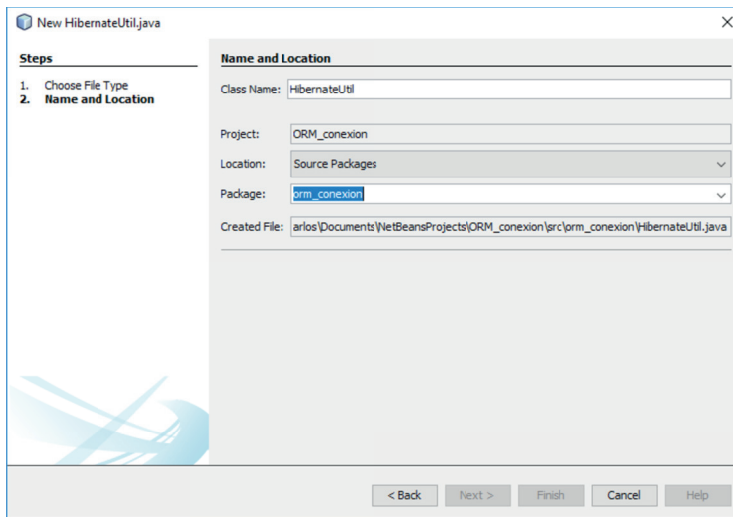 New HibernateUtil.java
Steps
1. Choose File Type
2. Name and Location
Name and Location
Class Name: HibernateUtil
Project: ORM_conexion
Location: Source Packages
Package: orm_conexion
Created File: arlos\Documents\NetBeansProjects\ORM_conexion\src\orm_conexion\HibernateUtil.java
< Back Next > Finish Cancel Help